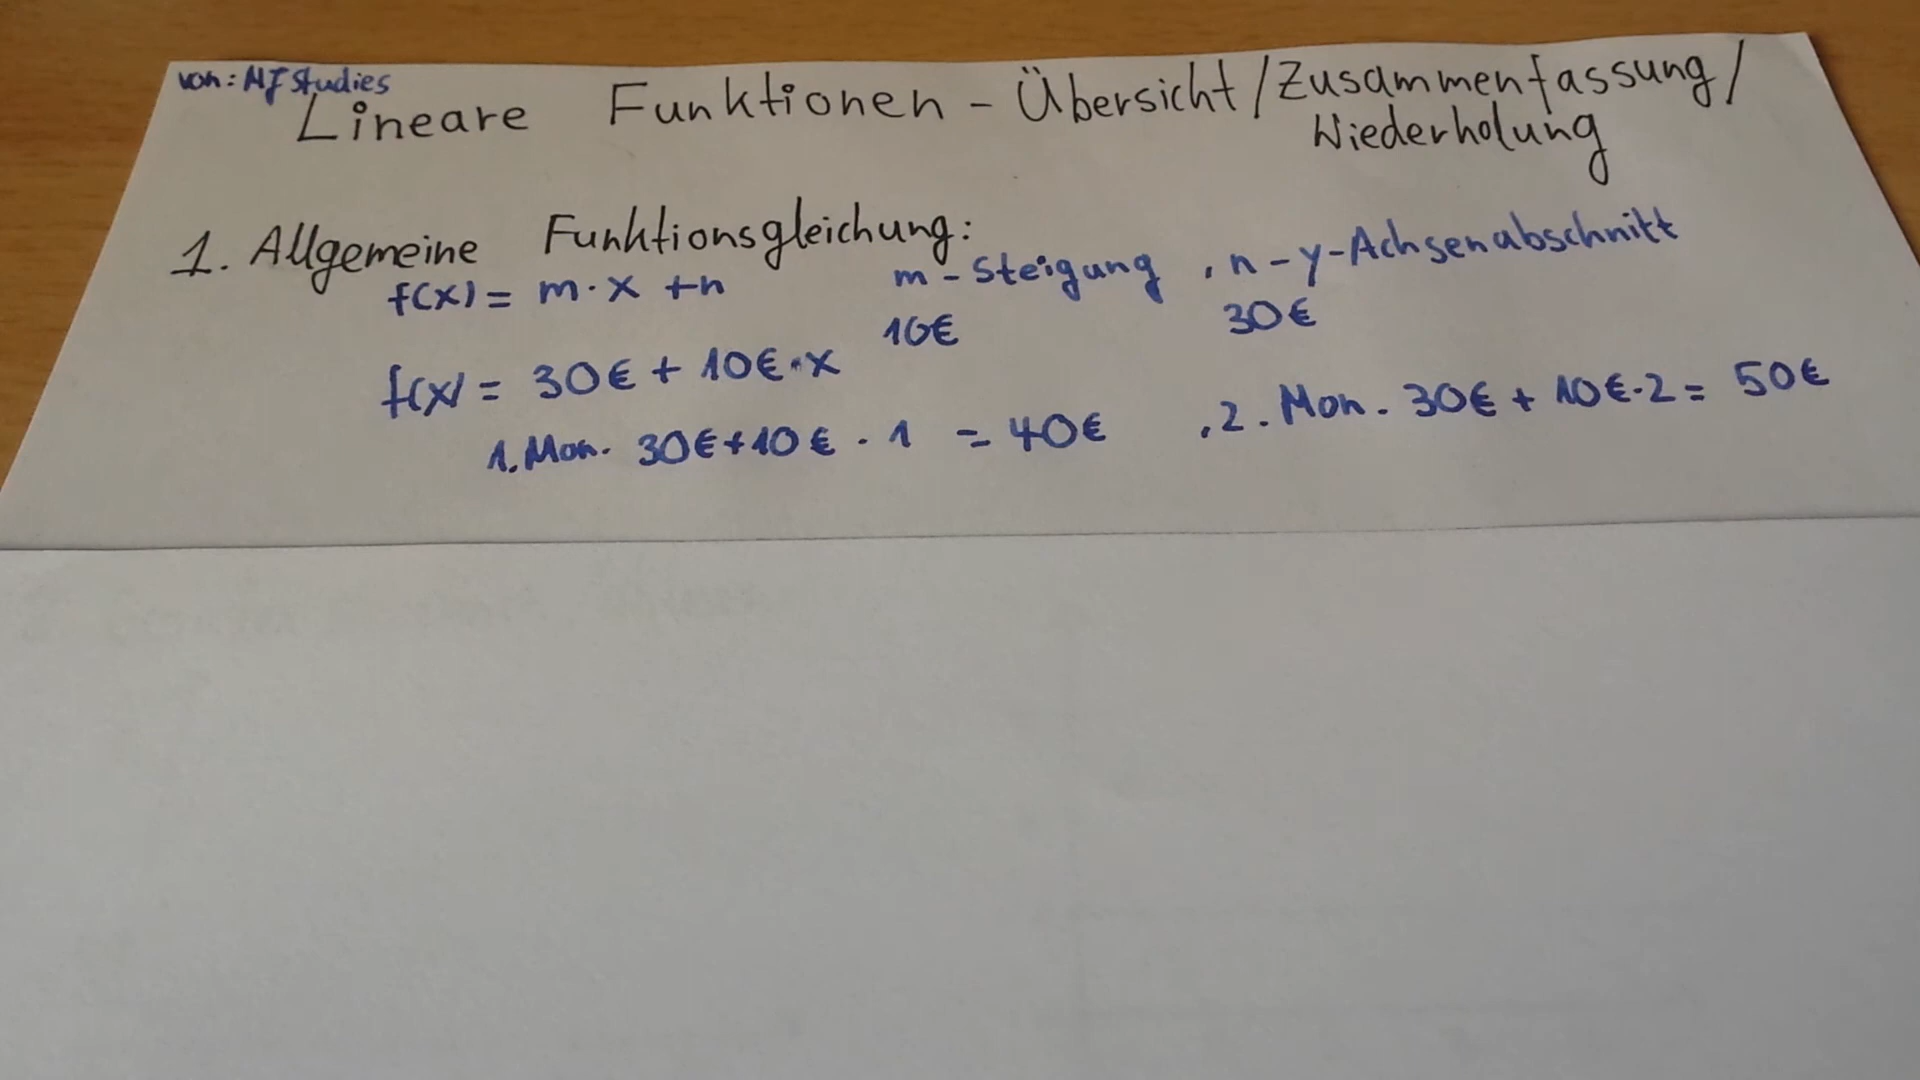 von: MJ Studies
Lineare Funktionen - Übersicht/Zusammenfassung/
Wiederholung
1. Allgemeine Funktionsgleichung:
f(x) = m·x +n m - Steigung , n - y-Achsenabschnitt
10€ 30€
f(x) = 30€ + 10€·x
1. Mon. 30€+10€ · 1 = 40€ , 2. Mon. 30€ + 10€·2 = 50€